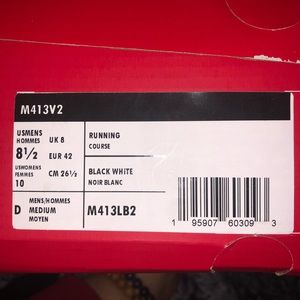 M413V2
USMENS
HOMMES
8½
UK 8
EUR 42
USWOMENS
FEMMES
10
CM 26½
RUNNING
COURSE
BLACK WHITE
NOIR BLANC
D
MENS/HOMMES
MEDIUM
MOYEN
M413LB2
1 95907 60309 3